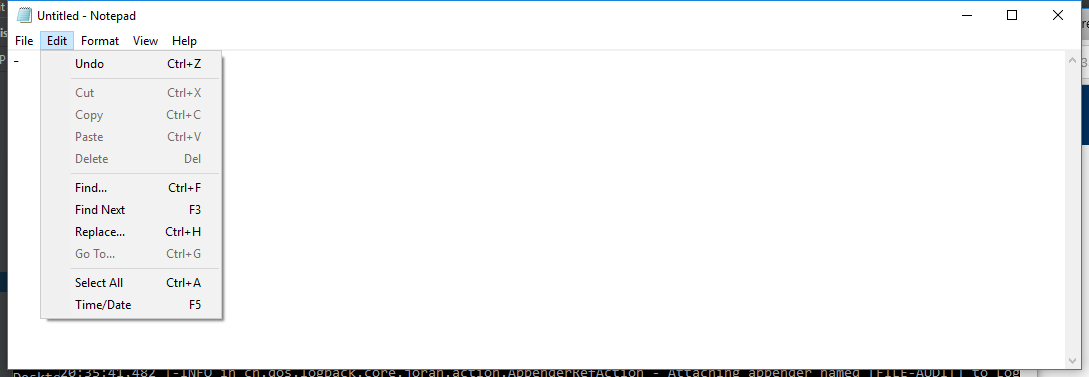 Untitled - Notepad
File Edit Format View Help
-
Undo Ctrl+Z
Cut Ctrl+X
Copy Ctrl+C
Paste Ctrl+V
Delete Del
Find... Ctrl+F
Find Next F3
Replace... Ctrl+H
Go To... Ctrl+G
Select All Ctrl+A
Time/Date F5
20:35:41,482 |-INFO in ch.qos.logback.core.joran.action.AppenderRefAction - Attaching appender named [FILE-AUDIT] to Log